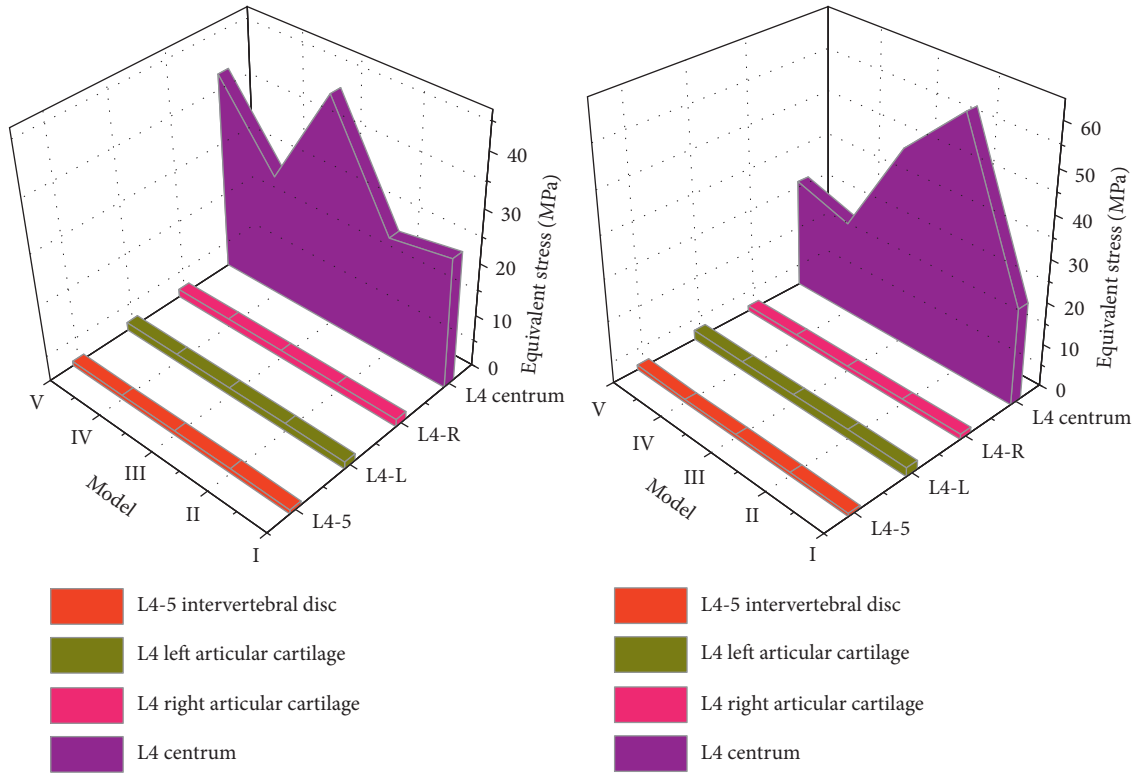 40
30
20
10
0
Equivalent stress (MPa)
L4 centrum
L4-R
L4-L
L4-5
V
IV
III
II
I
Model
L4-5 intervertebral disc
L4 left articular cartilage
L4 right articular cartilage
L4 centrum
60
50
40
30
20
10
0
Equivalent stress (MPa)
L4 centrum
L4-R
L4-L
L4-5
V
IV
III
II
I
Model
L4-5 intervertebral disc
L4 left articular cartilage
L4 right articular cartilage
L4 centrum